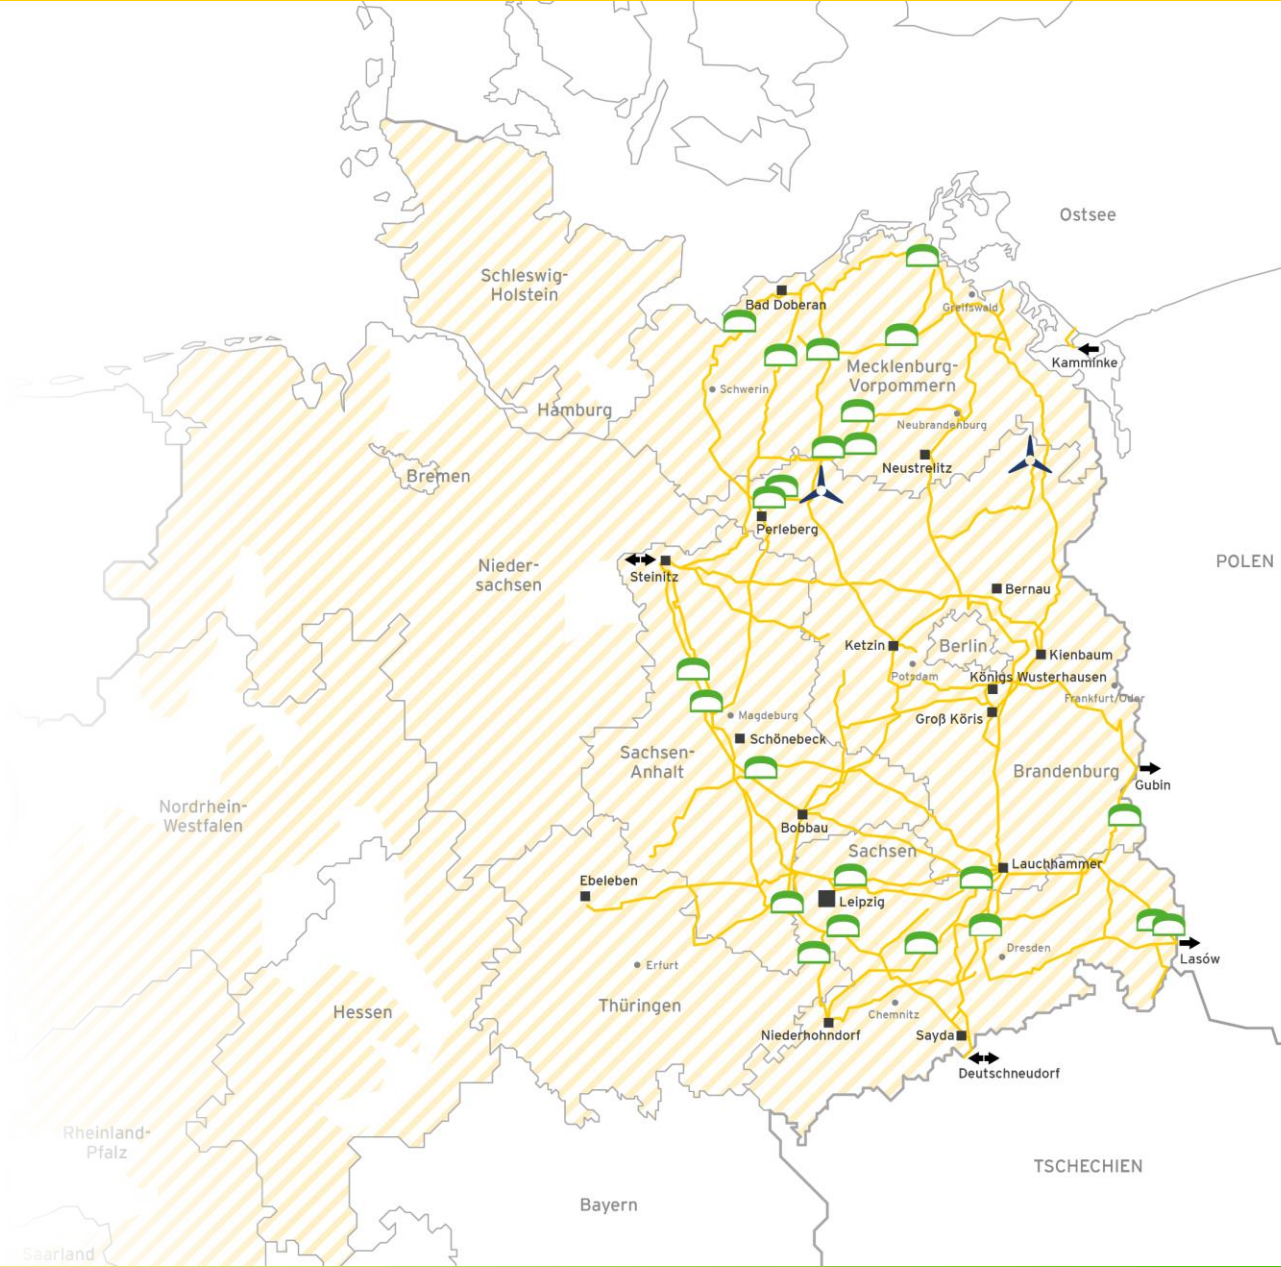 Ostsee
Schleswig-
Holstein
Bad Doberan
Greifswald
Kamminke
Mecklenburg-
Vorpommern
Schwerin
Hamburg
Neubrandenburg
Bremen
Neustrelitz
Perleberg
POLEN
Nieder-
sachsen
Steinitz
Bernau
Ketzin
Berlin
Kienbaum
Potsdam
Königs Wusterhausen
Frankfurt/Oder
Magdeburg
Groß Köris
Schönebeck
Sachsen-
Anhalt
Brandenburg
Gubin
Nordrhein-
Westfalen
Bobbau
Sachsen
Lauchhammer
Ebeleben
Leipzig
Dresden
Lasów
Erfurt
Thüringen
Hessen
Chemnitz
Niederhohndorf
Sayda
Deutschneudorf
Rheinland-
Pfalz
TSCHECHIEN
Bayern
Saarland